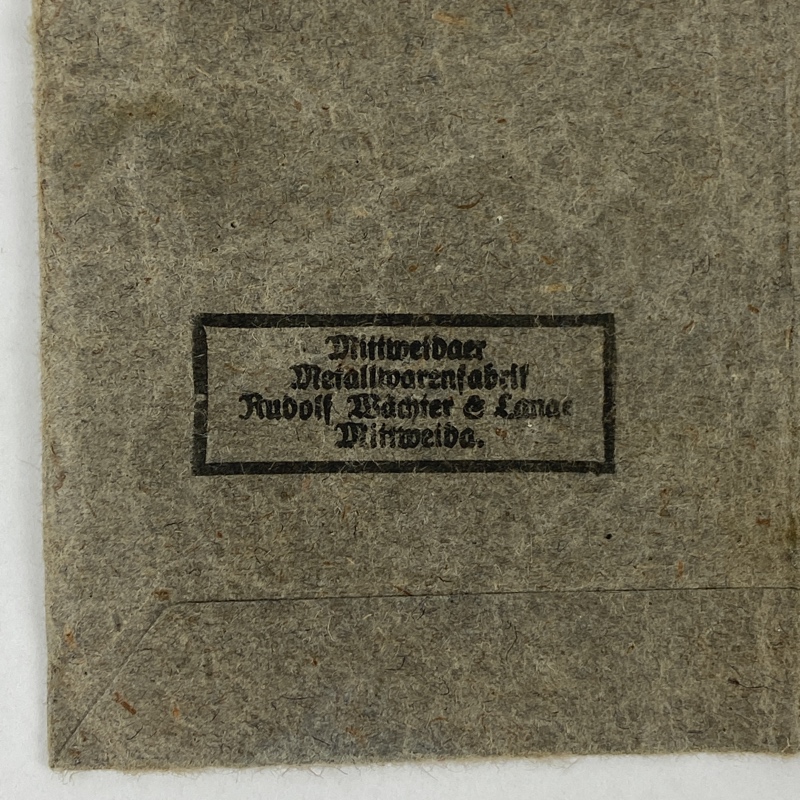 Mittweidaer
Metallwarenfabrik
Rudolf Wächter & Lange
Mittweida.